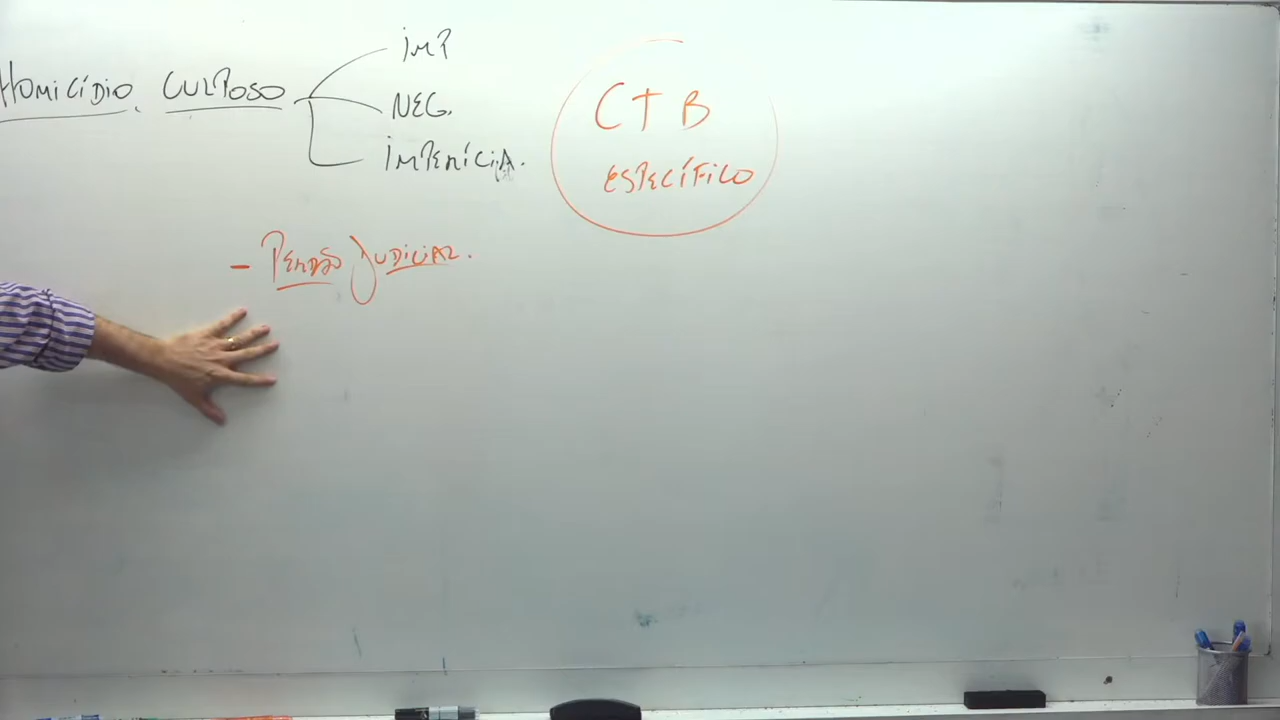 HOMICÍDIO CULPOSO
IMP
NEG.
IMPERÍCIA.
CTB
ESPECÍFICO
- PERDÃO JUDICIAL.